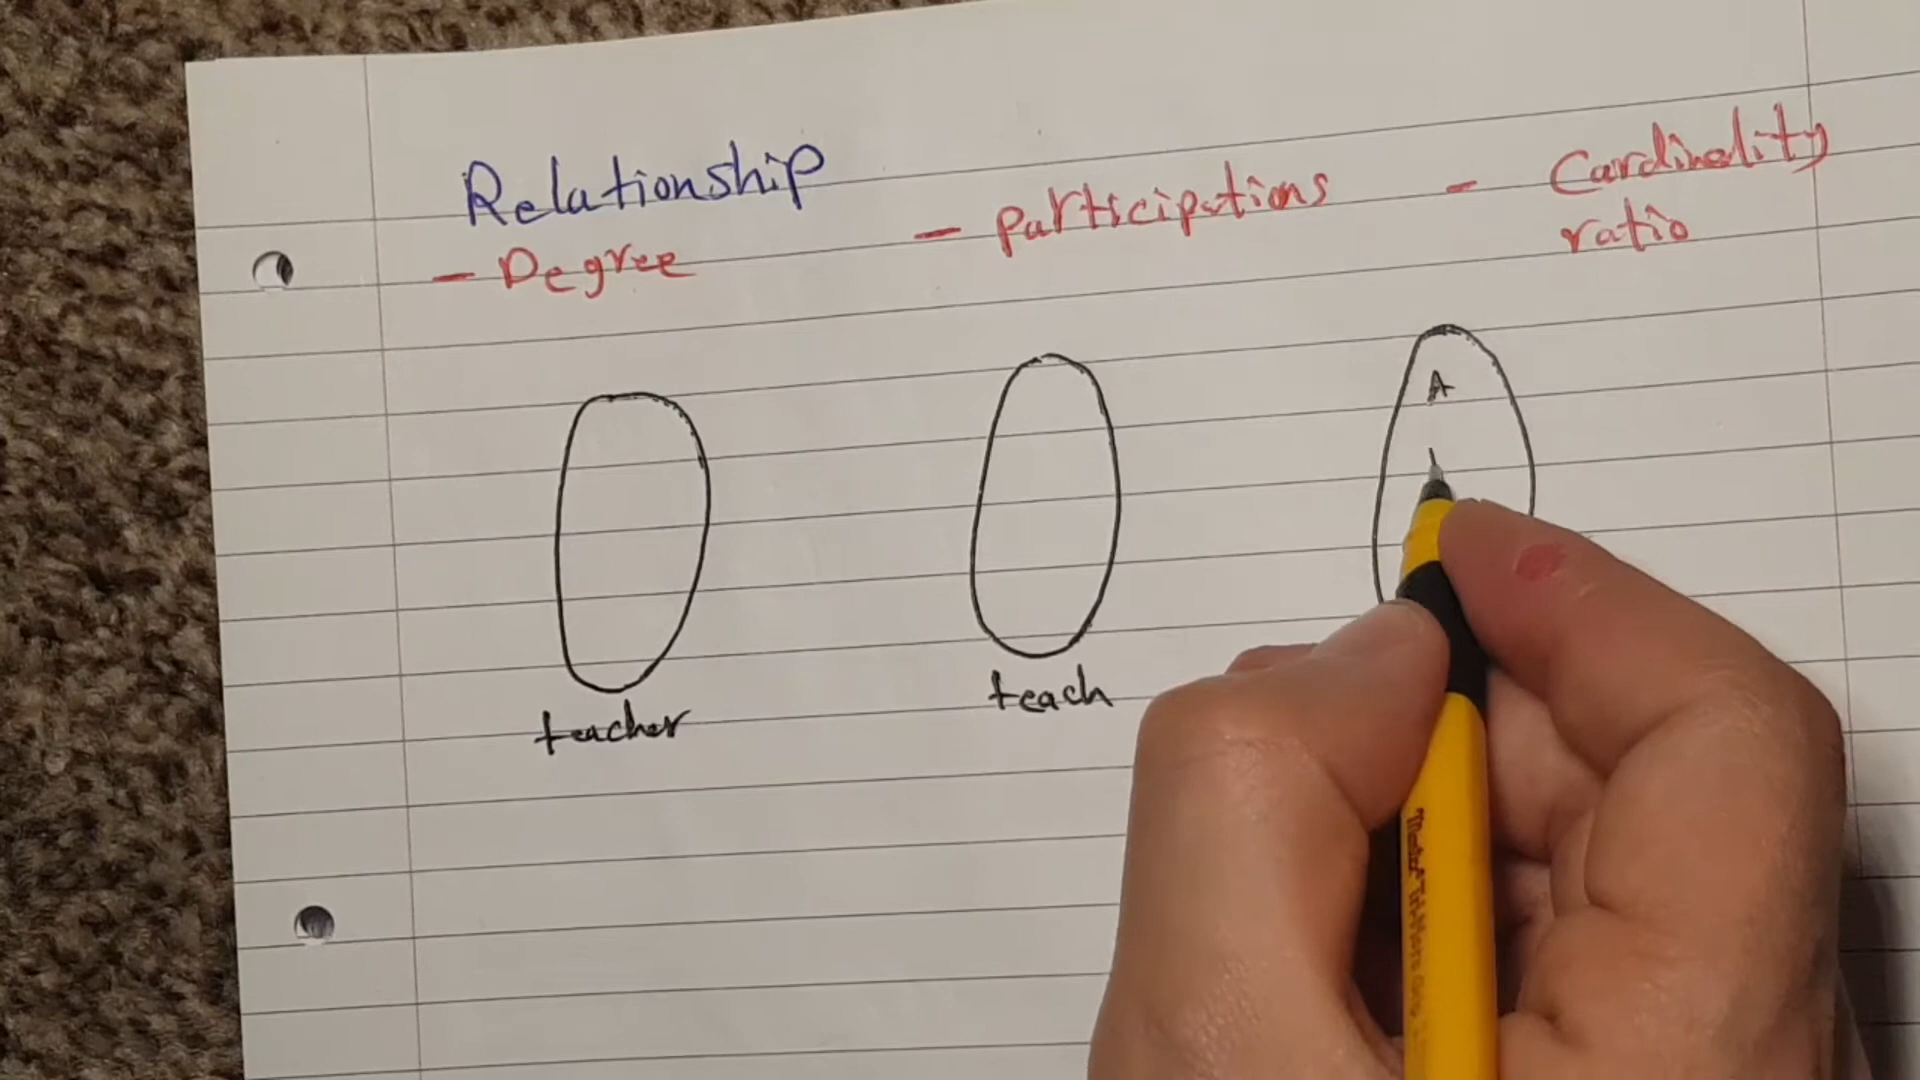 Relationship
- Degree
- Participations
- Cardinality
ratio
A
teacher
teach